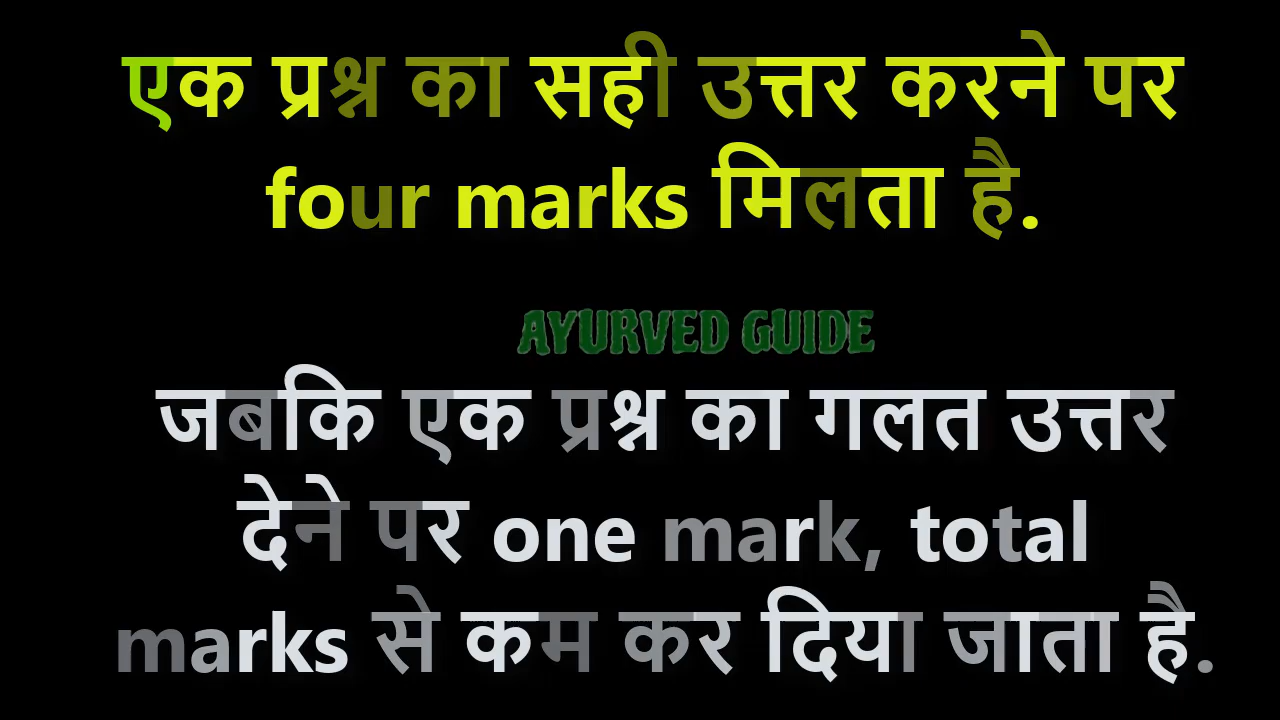 एक प्रश्न का सही उत्तर करने पर
four marks मिलता है.
AYURVED GUIDE
जबकि एक प्रश्न का गलत उत्तर
देने पर one mark, total
marks से कम कर दिया जाता है.